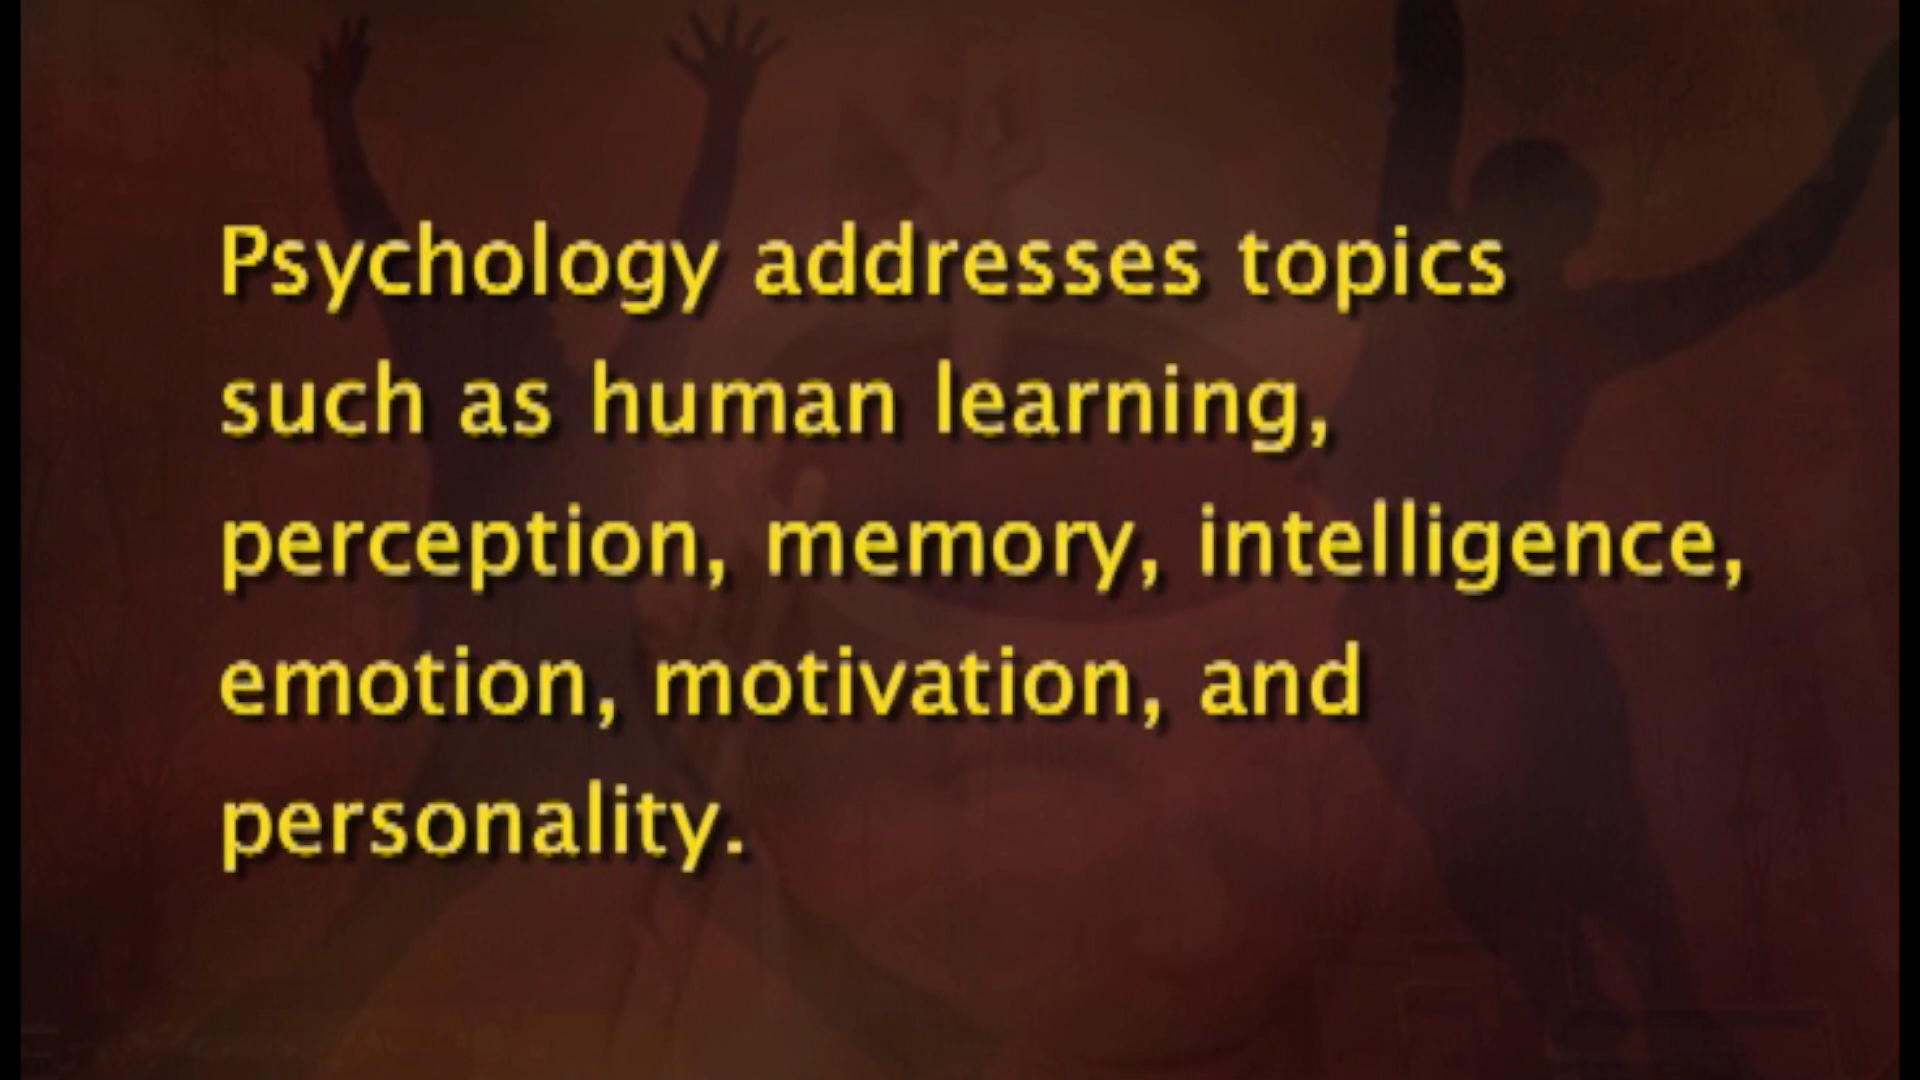 Psychology addresses topics
such as human learning,
perception, memory, intelligence,
emotion, motivation, and
personality.